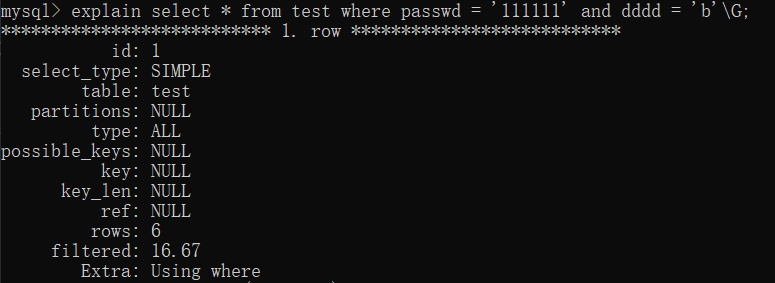 mysql> explain select * from test where passwd = '111111' and dddd = 'b'\G;
*************************** 1. row ***************************
id: 1
select_type: SIMPLE
table: test
partitions: NULL
type: ALL
possible_keys: NULL
key: NULL
key_len: NULL
ref: NULL
rows: 6
filtered: 16.67
Extra: Using where